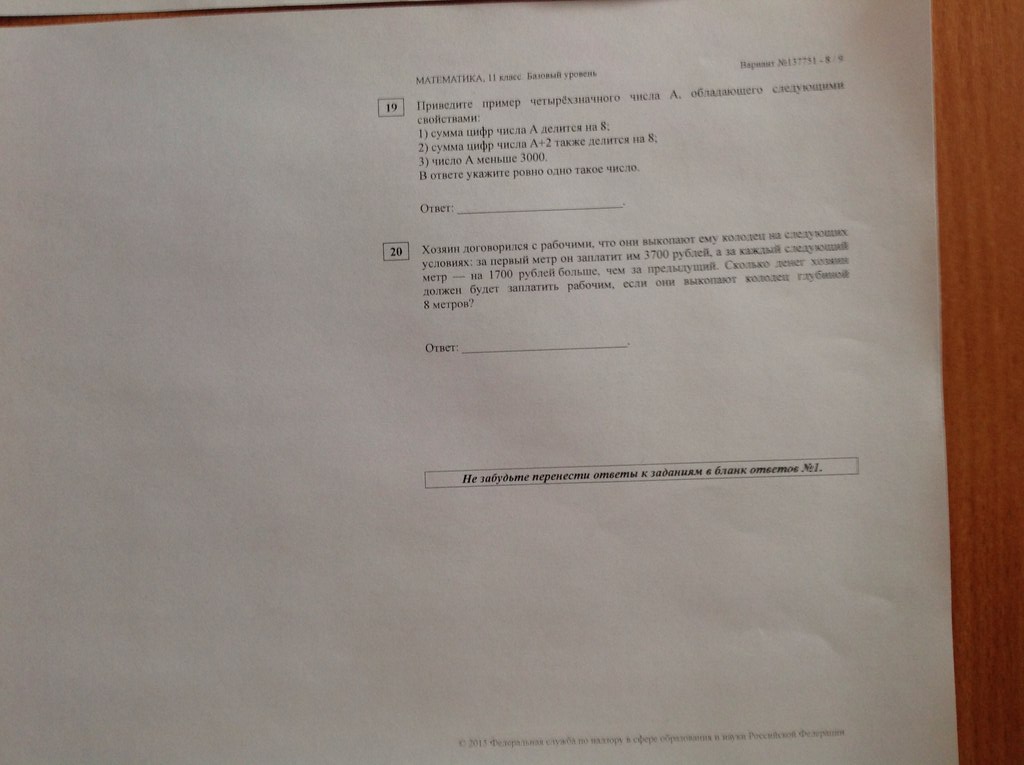 МАТЕМАТИКА, 11 класс. Базовый уровень
Вариант №137751 - 8 / 9
19
Приведите пример четырёхзначного числа А, обладающего следующими
свойствами:
1) сумма цифр числа А делится на 8;
2) сумма цифр числа А+2 также делится на 8;
3) число А меньше 3000.
В ответе укажите ровно одно такое число.
Ответ: ____________________________.
20
Хозяин договорился с рабочими, что они выкопают ему колодец на следующих
условиях: за первый метр он заплатит им 3700 рублей, а за каждый следующий
метр — на 1700 рублей больше, чем за предыдущий. Сколько денег хозяин
должен будет заплатить рабочим, если они выкопают колодец глубиной
8 метров?
Ответ: ____________________________.
Не забудьте перенести ответы к заданиям в бланк ответов №1.
© 2015 Федеральная служба по надзору в сфере образования и науки Российской Федерации